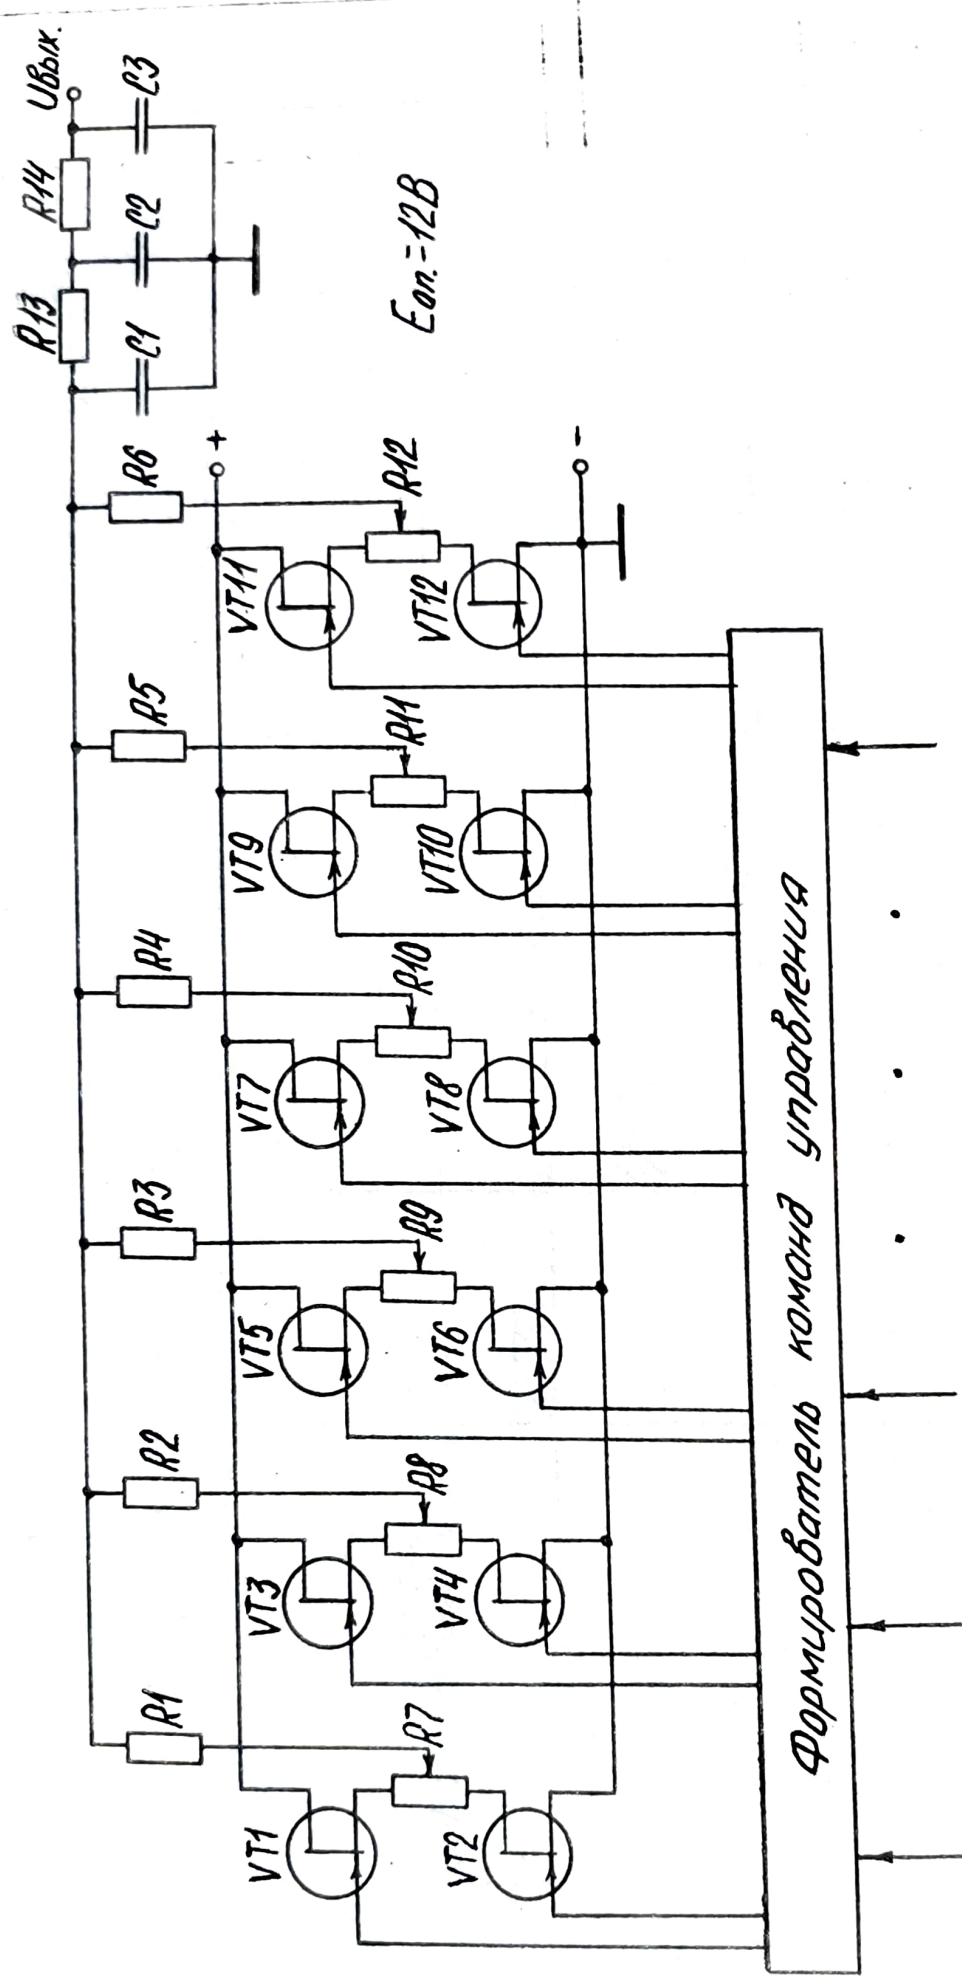 Uвых.
R13
R14
C1
C2
C3
Eоп.=12В
R1
R2
R3
R4
R5
R6
+
VT1
VT3
VT5
VT7
VT9
VT11
R7
R8
R9
R10
R11
R12
VT2
VT4
VT6
VT8
VT10
VT12
-
Формирователь команд управления